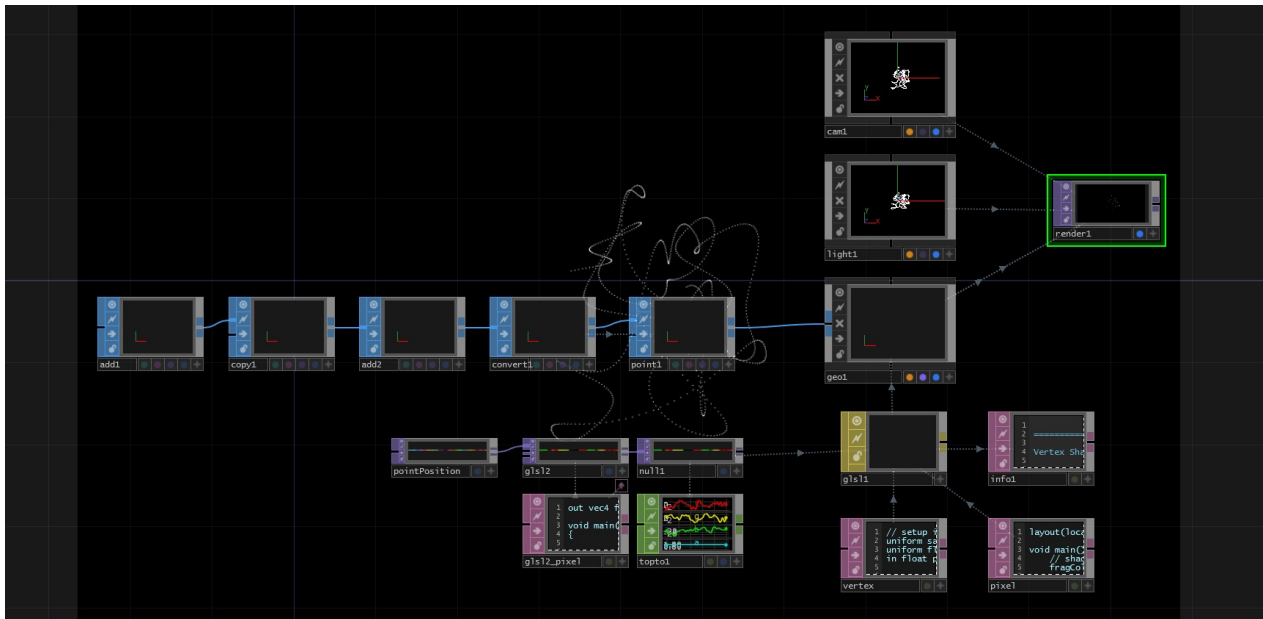 cam1
light1
render1
add1
copy1
add2
convert1
point1
geo1
pointPosition
glsl2
null1
glsl1
info1
1
2 ==========
3
4 Vertex Sha
5
1 out vec4 f
2
3 void main(
4 {
5
glsl2_pixel
topto1
1 // setup
2 uniform sa
3 uniform fl
4 in float p
5
vertex
1 layout(loca
2
3 void main()
4 // shad
5 fragCo
pixel